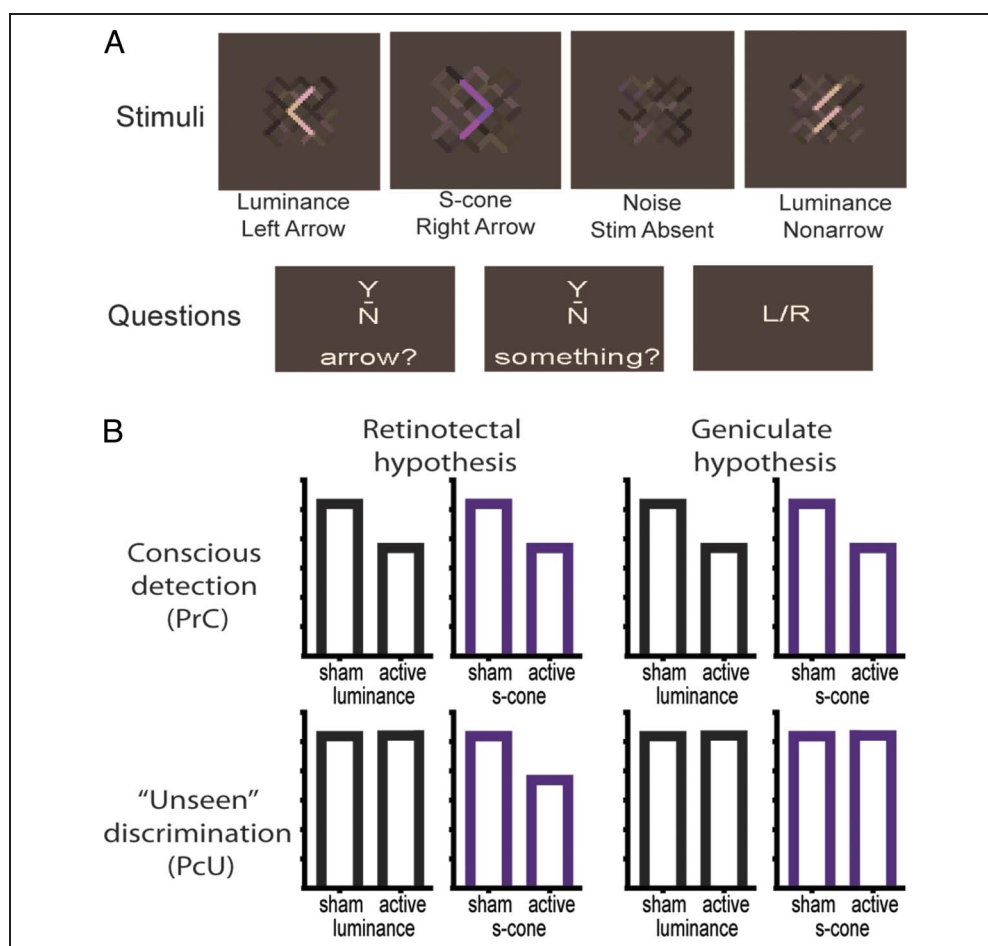 A
Stimuli
Luminance
Left Arrow
S-cone
Right Arrow
Noise
Stim Absent
Luminance
Nonarrow
Questions
Y
N
arrow?
Y
N
something?
L/R
B
Retinotectal
hypothesis
Geniculate
hypothesis
Conscious
detection
(PrC)
sham active
luminance
sham active
s-cone
sham active
luminance
sham active
s-cone
"Unseen"
discrimination
(PcU)
sham active
luminance
sham active
s-cone
sham active
luminance
sham active
s-cone